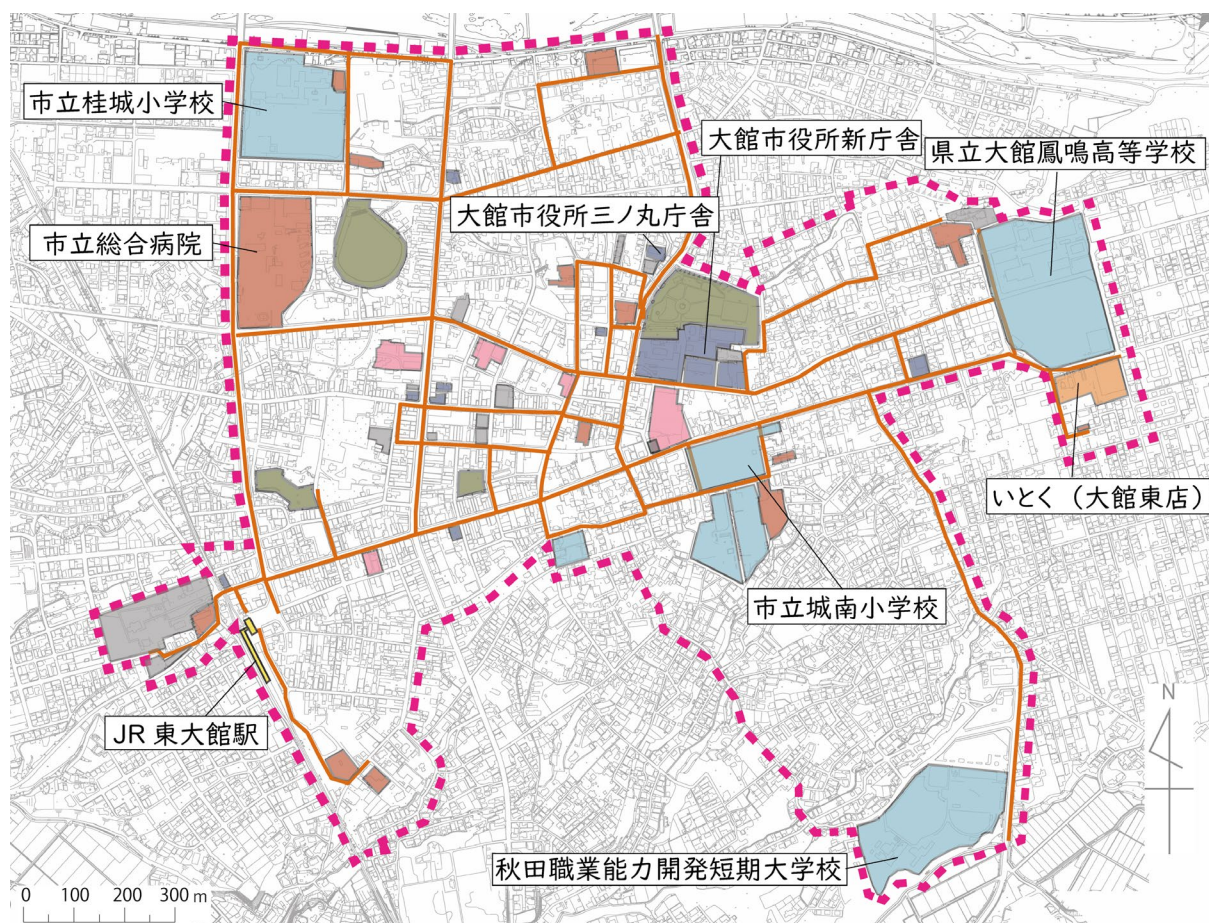 市立桂城小学校
大館市役所新庁舎
県立大館鳳鳴高等学校
大館市役所三ノ丸庁舎
市立総合病院
いとく（大館東店）
市立城南小学校
JR 東大館駅
N
秋田職業能力開発短期大学校
0 100 200 300 m